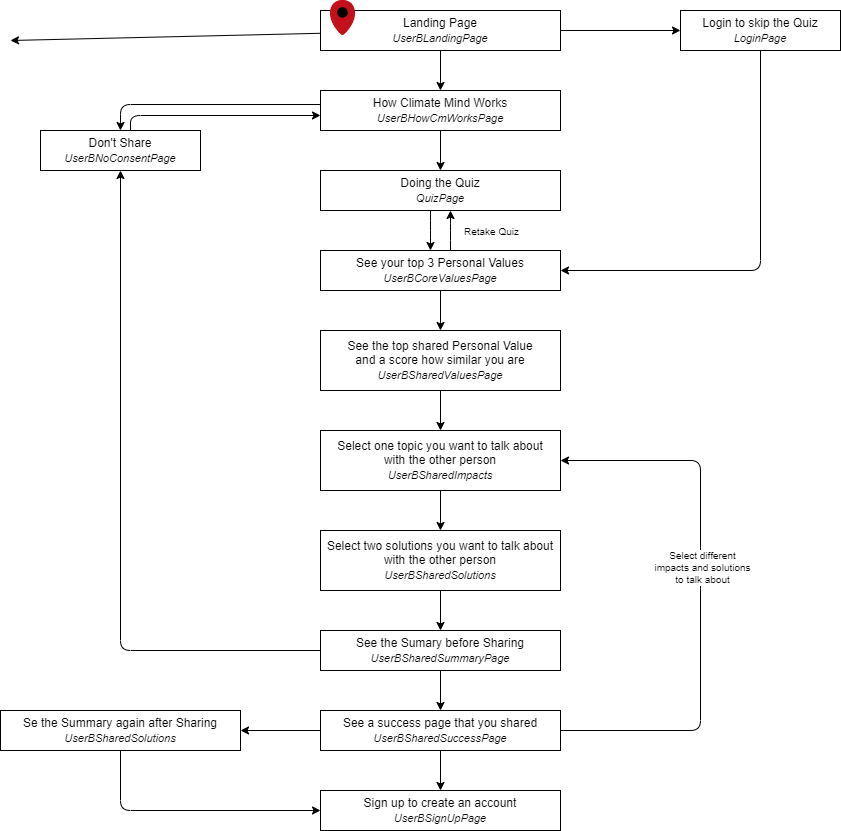 Landing Page
UserBLandingPage
Login to skip the Quiz
LoginPage
How Climate Mind Works
UserBHowCmWorksPage
Don't Share
UserBNoConsentPage
Doing the Quiz
QuizPage
Retake Quiz
See your top 3 Personal Values
UserBCoreValuesPage
See the top shared Personal Value
and a score how similar you are
UserBSharedValuesPage
Select one topic you want to talk about
with the other person
UserBSharedImpacts
Select two solutions you want to talk about
with the other person
UserBSharedSolutions
Select different
impacts and solutions
to talk about
See the Sumary before Sharing
UserBSharedSummaryPage
Se the Summary again after Sharing
UserBSharedSolutions
See a success page that you shared
UserBSharedSuccessPage
Sign up to create an account
UserBSignUpPage